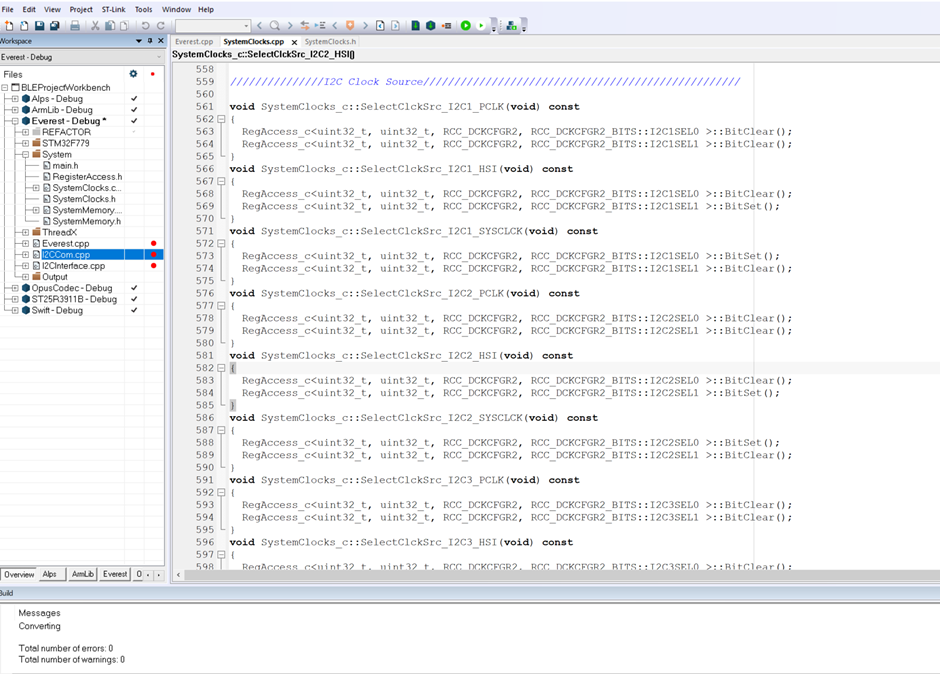 File Edit View Project ST-Link Tools Window Help
Workspace
Everest - Debug
Files
BLEProjectWorkbench
Alps - Debug
ArmLib - Debug
Everest - Debug *
REFACTOR
STM32F779
System
main.h
RegisterAccess.h
SystemClocks.c...
SystemClocks.h
SystemMemory....
SystemMemory.h
ThreadX
Everest.cpp
I2CCom.cpp
I2CInterface.cpp
Output
OpusCodec - Debug
ST25R3911B - Debug
Swift - Debug
Overview Alps ArmLib Everest O
Everest.cpp SystemClocks.cpp x SystemClocks.h
SystemClocks_c::SelectClckSrc_I2C2_HSI()
558
559 ///////////////I2C Clock Source///////////////////////////////////////////////////
560
561 void SystemClocks_c::SelectClckSrc_I2C1_PCLK(void) const
562 {
563 RegAccess_c<uint32_t, uint32_t, RCC_DCKCFGR2, RCC_DCKCFGR2_BITS::I2C1SEL0 >::BitClear();
564 RegAccess_c<uint32_t, uint32_t, RCC_DCKCFGR2, RCC_DCKCFGR2_BITS::I2C1SEL1 >::BitClear();
565 }
566 void SystemClocks_c::SelectClckSrc_I2C1_HSI(void) const
567 {
568 RegAccess_c<uint32_t, uint32_t, RCC_DCKCFGR2, RCC_DCKCFGR2_BITS::I2C1SEL0 >::BitClear();
569 RegAccess_c<uint32_t, uint32_t, RCC_DCKCFGR2, RCC_DCKCFGR2_BITS::I2C1SEL1 >::BitSet();
570 }
571 void SystemClocks_c::SelectClckSrc_I2C1_SYSCLCK(void) const
572 {
573 RegAccess_c<uint32_t, uint32_t, RCC_DCKCFGR2, RCC_DCKCFGR2_BITS::I2C1SEL0 >::BitSet();
574 RegAccess_c<uint32_t, uint32_t, RCC_DCKCFGR2, RCC_DCKCFGR2_BITS::I2C1SEL1 >::BitClear();
575 }
576 void SystemClocks_c::SelectClckSrc_I2C2_PCLK(void) const
577 {
578 RegAccess_c<uint32_t, uint32_t, RCC_DCKCFGR2, RCC_DCKCFGR2_BITS::I2C2SEL0 >::BitClear();
579 RegAccess_c<uint32_t, uint32_t, RCC_DCKCFGR2, RCC_DCKCFGR2_BITS::I2C2SEL1 >::BitClear();
580 }
581 void SystemClocks_c::SelectClckSrc_I2C2_HSI(void) const
582 {
583 RegAccess_c<uint32_t, uint32_t, RCC_DCKCFGR2, RCC_DCKCFGR2_BITS::I2C2SEL0 >::BitClear();
584 RegAccess_c<uint32_t, uint32_t, RCC_DCKCFGR2, RCC_DCKCFGR2_BITS::I2C2SEL1 >::BitSet();
585 }
586 void SystemClocks_c::SelectClckSrc_I2C2_SYSCLCK(void) const
587 {
588 RegAccess_c<uint32_t, uint32_t, RCC_DCKCFGR2, RCC_DCKCFGR2_BITS::I2C2SEL0 >::BitSet();
589 RegAccess_c<uint32_t, uint32_t, RCC_DCKCFGR2, RCC_DCKCFGR2_BITS::I2C2SEL1 >::BitClear();
590 }
591 void SystemClocks_c::SelectClckSrc_I2C3_PCLK(void) const
592 {
593 RegAccess_c<uint32_t, uint32_t, RCC_DCKCFGR2, RCC_DCKCFGR2_BITS::I2C3SEL0 >::BitClear();
594 RegAccess_c<uint32_t, uint32_t, RCC_DCKCFGR2, RCC_DCKCFGR2_BITS::I2C3SEL1 >::BitClear();
595 }
596 void SystemClocks_c::SelectClckSrc_I2C3_HSI(void) const
597 {
598 RegAccess_c<uint32_t, uint32_t, RCC_DCKCFGR2, RCC_DCKCFGR2_BITS::I2C3SEL0 >::BitClear();
Build
Messages
Converting
Total number of errors: 0
Total number of warnings: 0